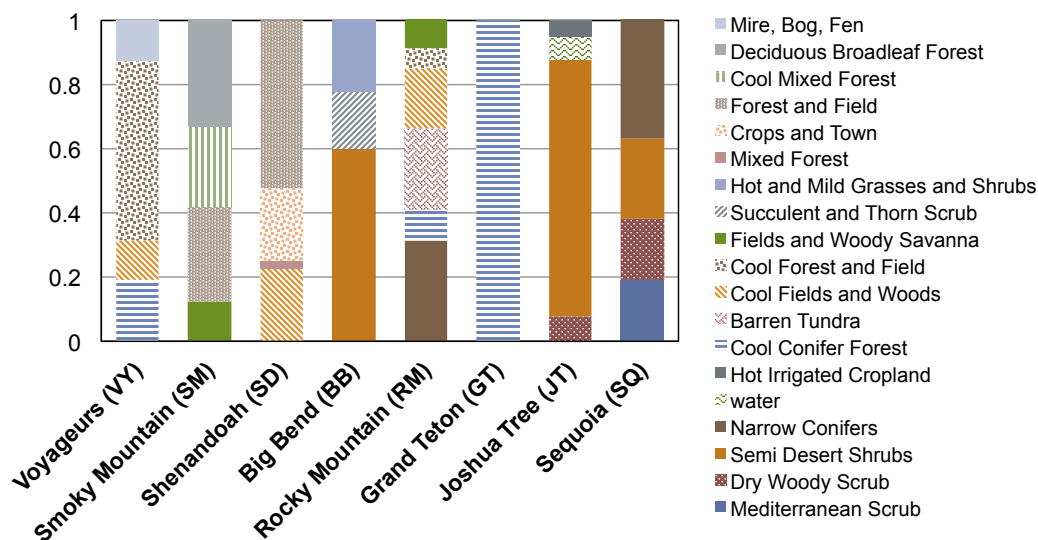 1
0.8
0.6
0.4
0.2
0
Voyageurs (VY)
Smoky Mountain (SM)
Shenandoah (SD)
Big Bend (BB)
Rocky Mountain (RM)
Grand Teton (GT)
Joshua Tree (JT)
Sequoia (SQ)
Mire, Bog, Fen
Deciduous Broadleaf Forest
Cool Mixed Forest
Forest and Field
Crops and Town
Mixed Forest
Hot and Mild Grasses and Shrubs
Succulent and Thorn Scrub
Fields and Woody Savanna
Cool Forest and Field
Cool Fields and Woods
Barren Tundra
Cool Conifer Forest
Hot Irrigated Cropland
water
Narrow Conifers
Semi Desert Shrubs
Dry Woody Scrub
Mediterranean Scrub